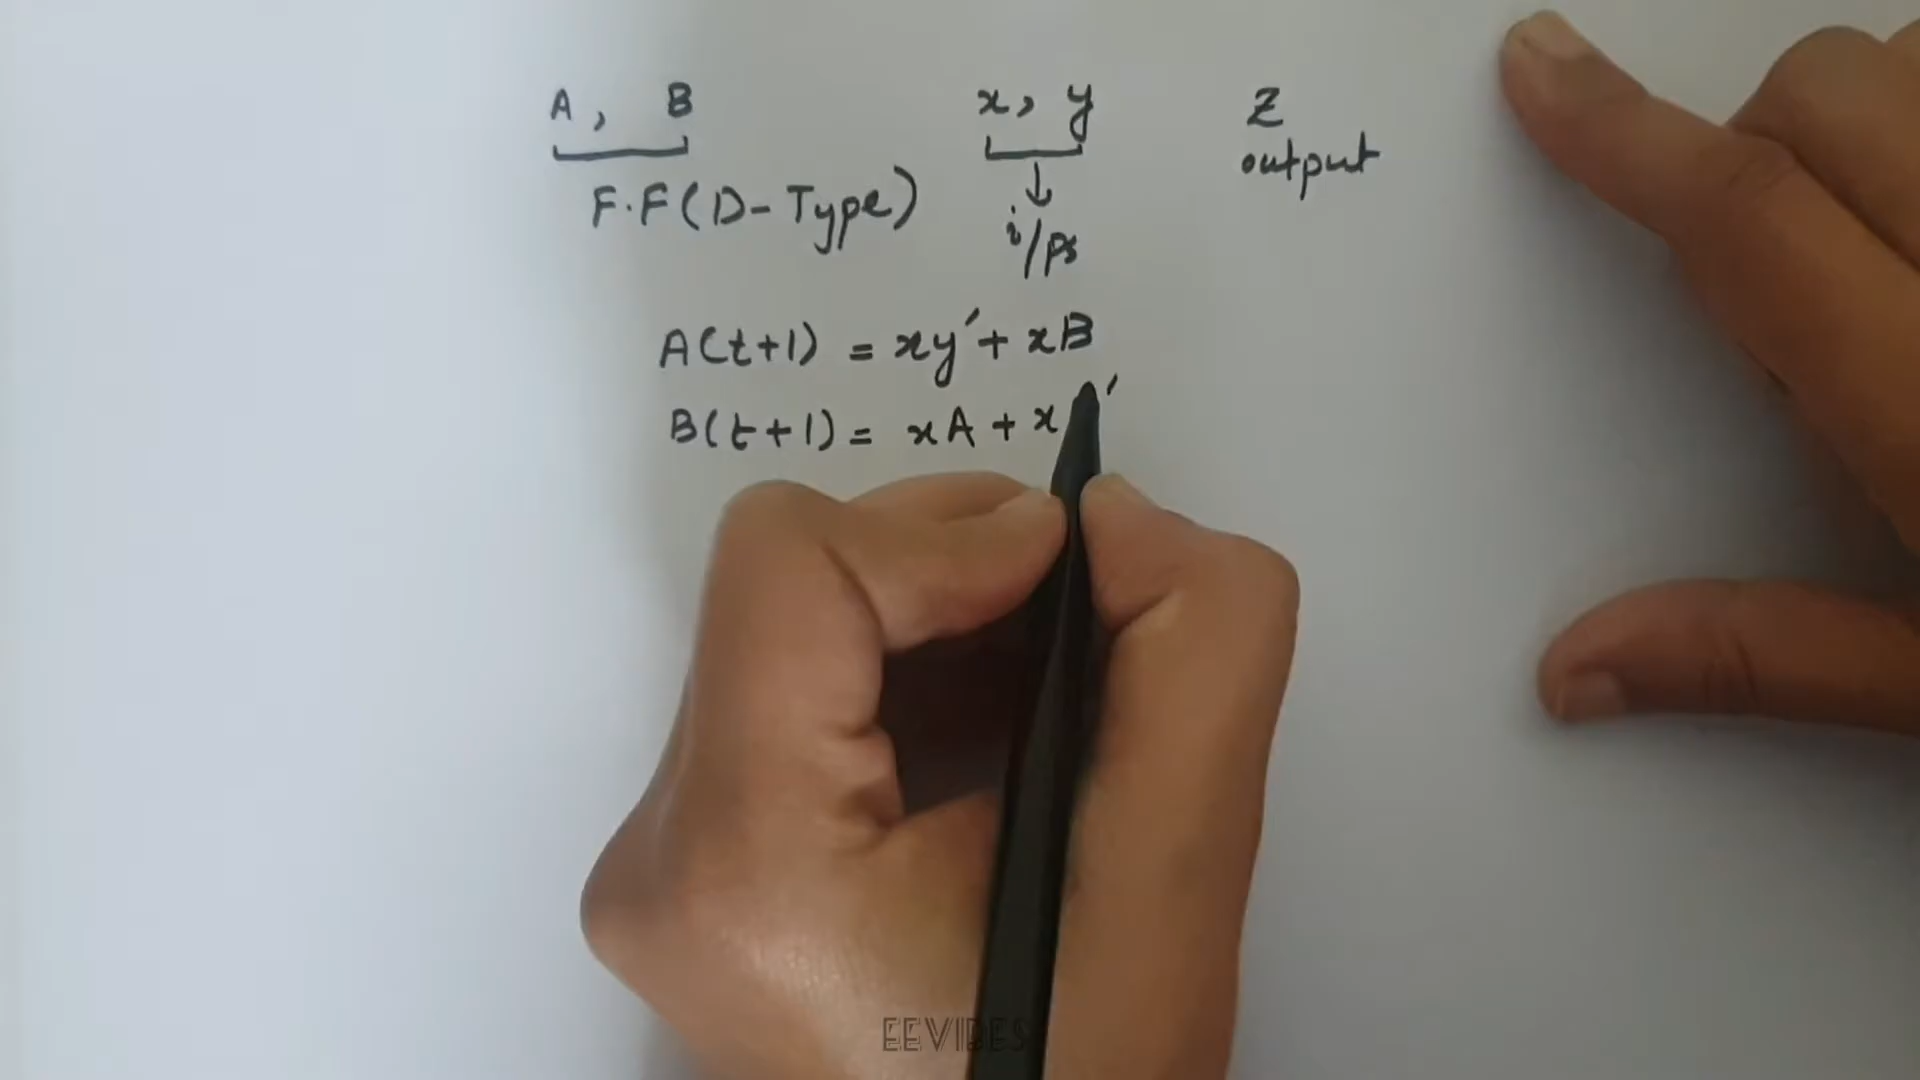 A, B x, y Z
output
F.F(D-Type) i/ps
A(t+1) = xy′ + xB
B(t+1) = xA + x ′
EEVIDES